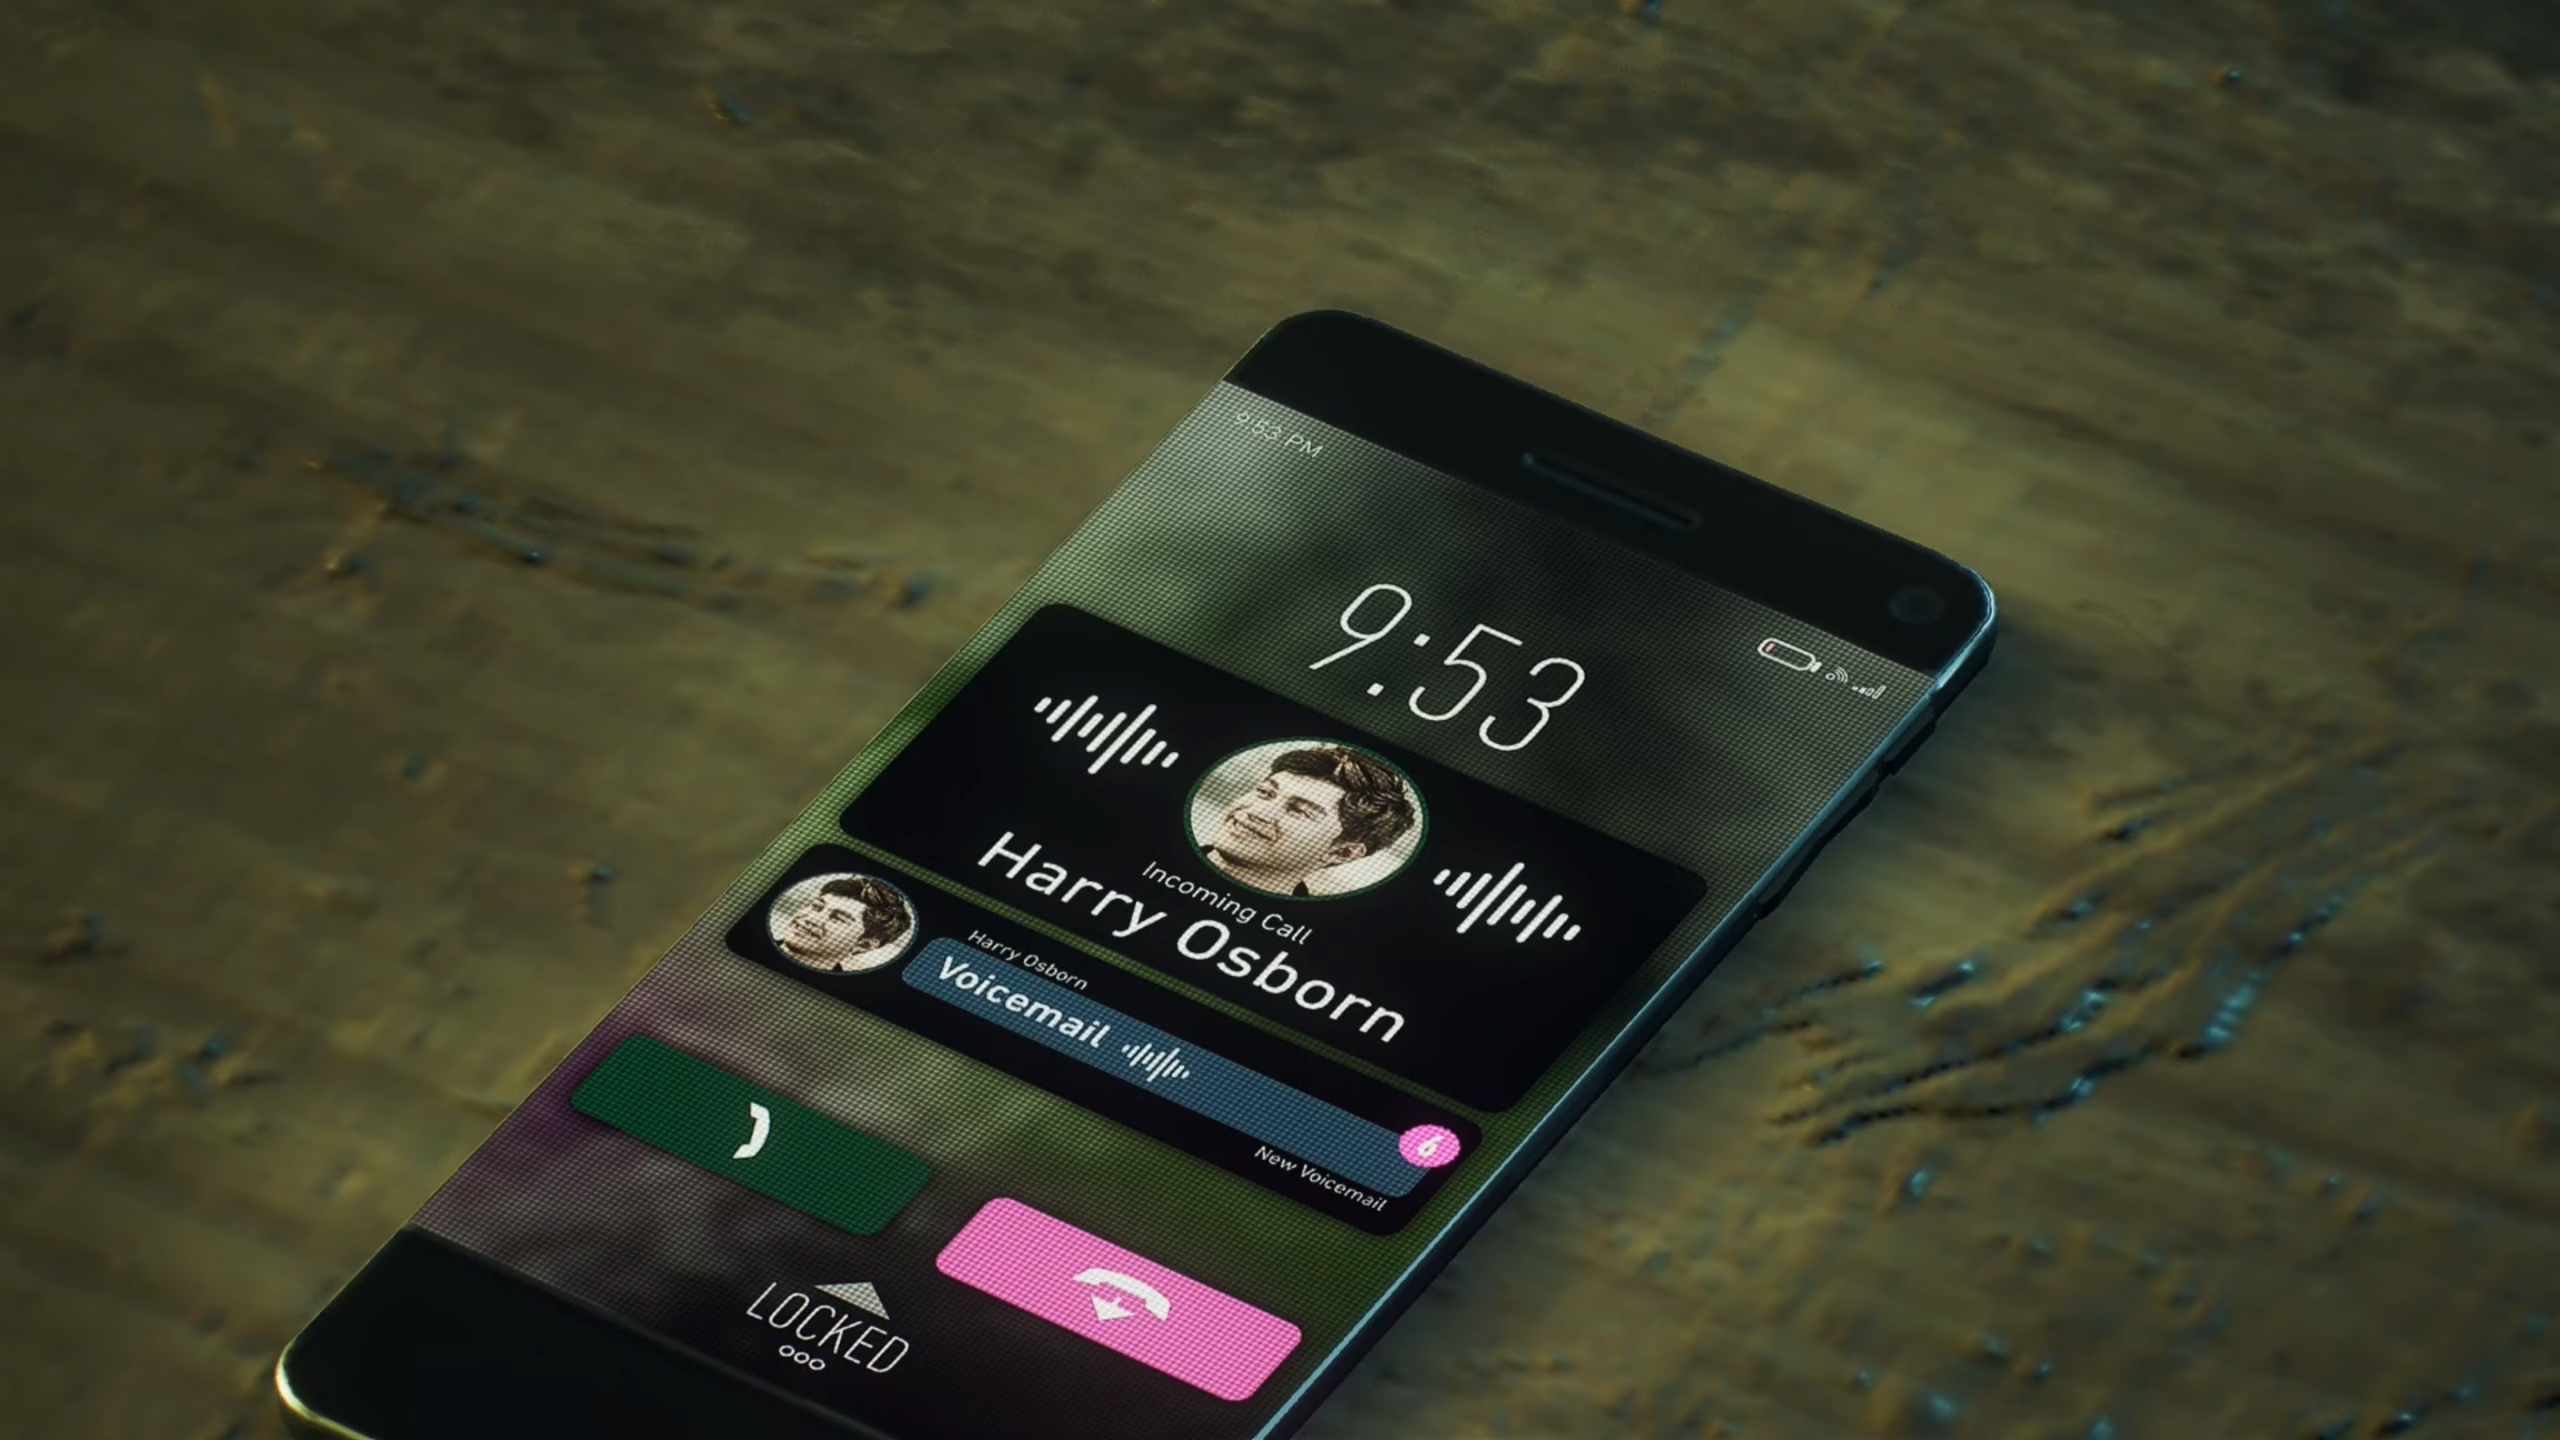 9:53 PM
9:53
Incoming Call
Harry Osborn
Harry Osborn
Voicemail
6
New Voicemail
LOCKED